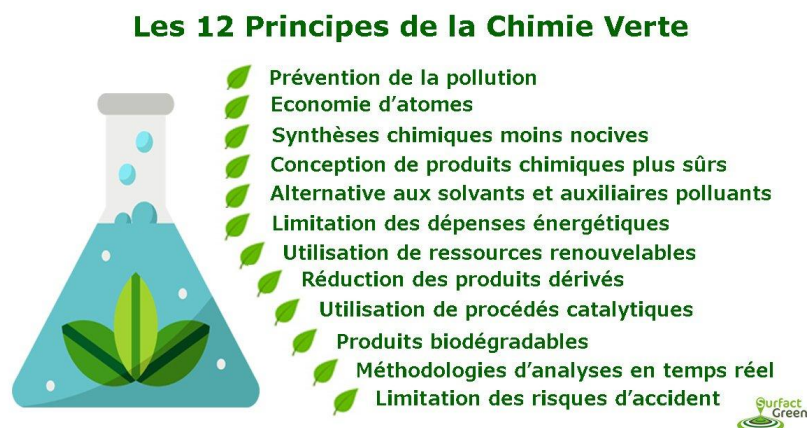 Les 12 Principes de la Chimie Verte
Prévention de la pollution
Economie d'atomes
Synthèses chimiques moins nocives
Conception de produits chimiques plus sûrs
Alternative aux solvants et auxiliaires polluants
Limitation des dépenses énergétiques
Utilisation de ressources renouvelables
Réduction des produits dérivés
Utilisation de procédés catalytiques
Produits biodégradables
Méthodologies d'analyses en temps réel
Limitation des risques d'accident
Surfact
Green